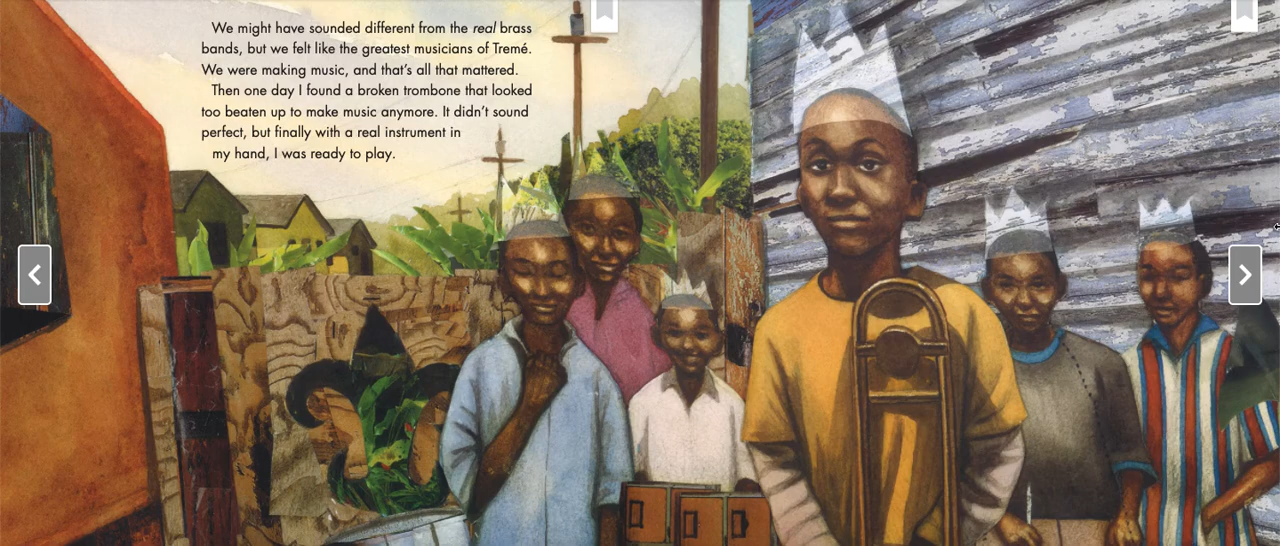 We might have sounded different from the real brass
bands, but we felt like the greatest musicians of Tremé.
We were making music, and that's all that mattered.
Then one day I found a broken trombone that looked
too beaten up to make music anymore. It didn't sound
perfect, but finally with a real instrument in
my hand, I was ready to play.